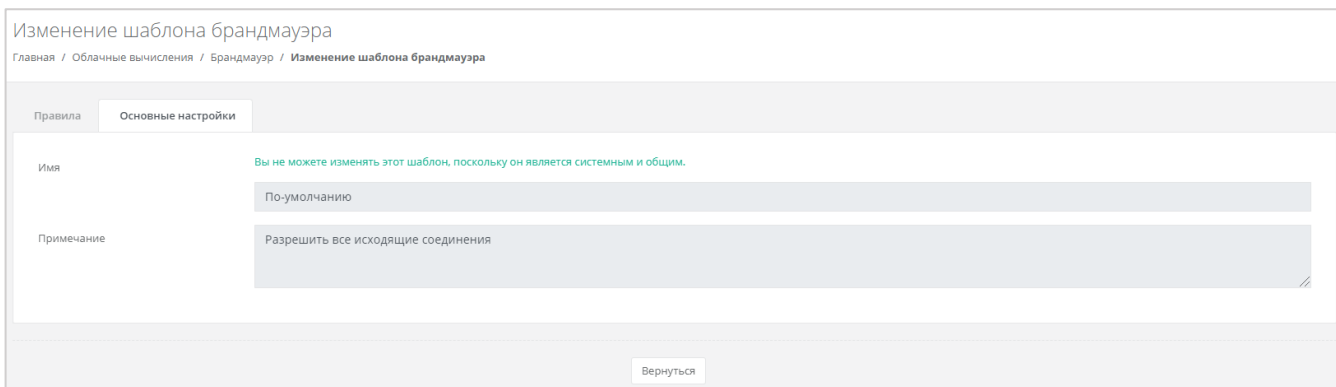 Изменение шаблона брандмауэра
Главная / Облачные вычисления / Брандмауэр / Изменение шаблона брандмауэра
Правила Основные настройки
Имя
Вы не можете изменять этот шаблон, поскольку он является системным и общим.
По-умолчанию
Примечание
Разрешить все исходящие соединения
Вернуться